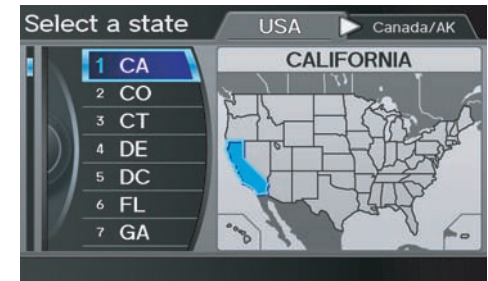 Select a state
USA
Canada/AK
1 CA
2 CO
3 CT
4 DE
5 DC
6 FL
7 GA
CALIFORNIA